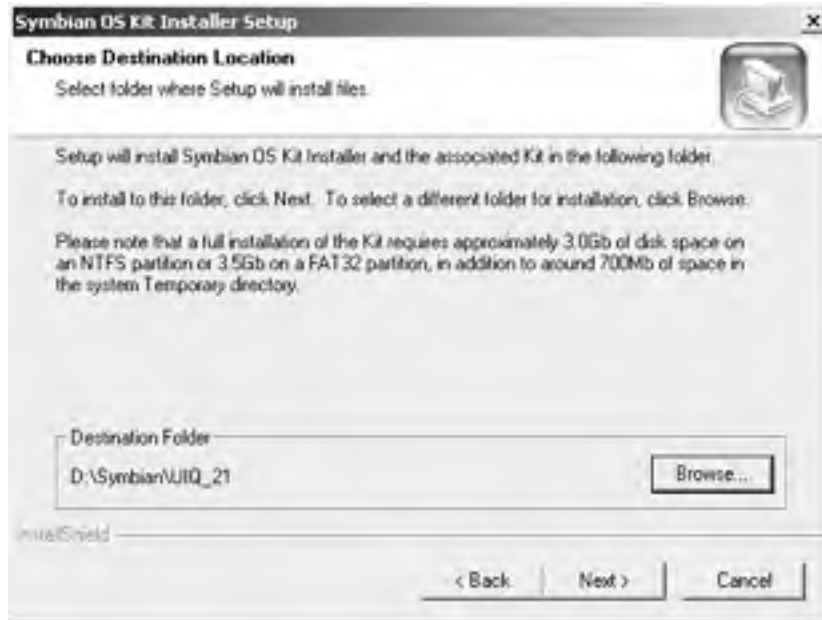 Symbian OS Kit Installer Setup
Choose Destination Location
Select folder where Setup will install files.
Setup will install Symbian OS Kit Installer and the associated Kit in the following folder.
To install to this folder, click Next. To select a different folder for installation, click Browse.
Please note that a full installation of the Kit requires approximately 3.0Gb of disk space on
an NTFS partition or 3.5Gb on a FAT32 partition, in addition to around 700Mb of space in
the system Temporary directory.
Destination Folder
D:\Symbian\UIQ_21
Browse...
InstallShield
< Back
Next >
Cancel